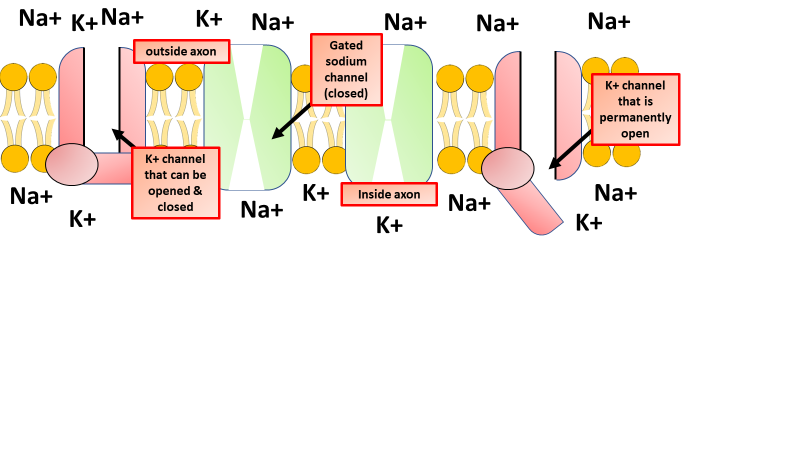 Na+ K+ Na+ K+ Na+ Na+ Na+ Na+
outside axon
Gated
sodium
channel
(closed)
K+ channel
that is
permanently
open
K+ channel
that can be
opened &
closed
Inside axon
Na+ K+ Na+ K+ K+ Na+ Na+ K+